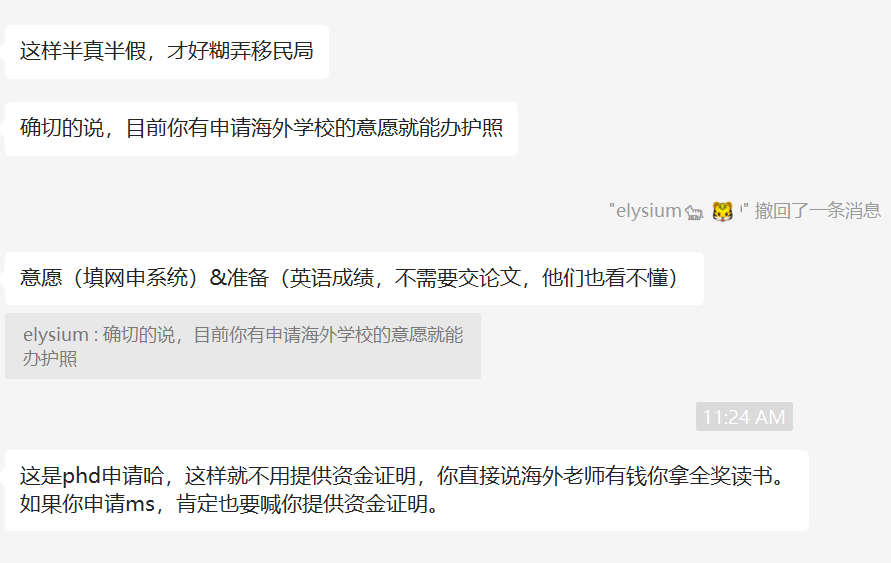 这样半真半假，才好糊弄移民局
确切的说，目前你有申请海外学校的意愿就能办护照
"elysium🐅 🐯 '" 撤回了一条消息
意愿（填网申系统）&准备（英语成绩，不需要交论文，他们也看不懂）
elysium : 确切的说，目前你有申请海外学校的意愿就能
办护照
11:24 AM
这是phd申请哈，这样就不用提供资金证明，你直接说海外老师有钱你拿全奖读书。
如果你申请ms，肯定也要喊你提供资金证明。